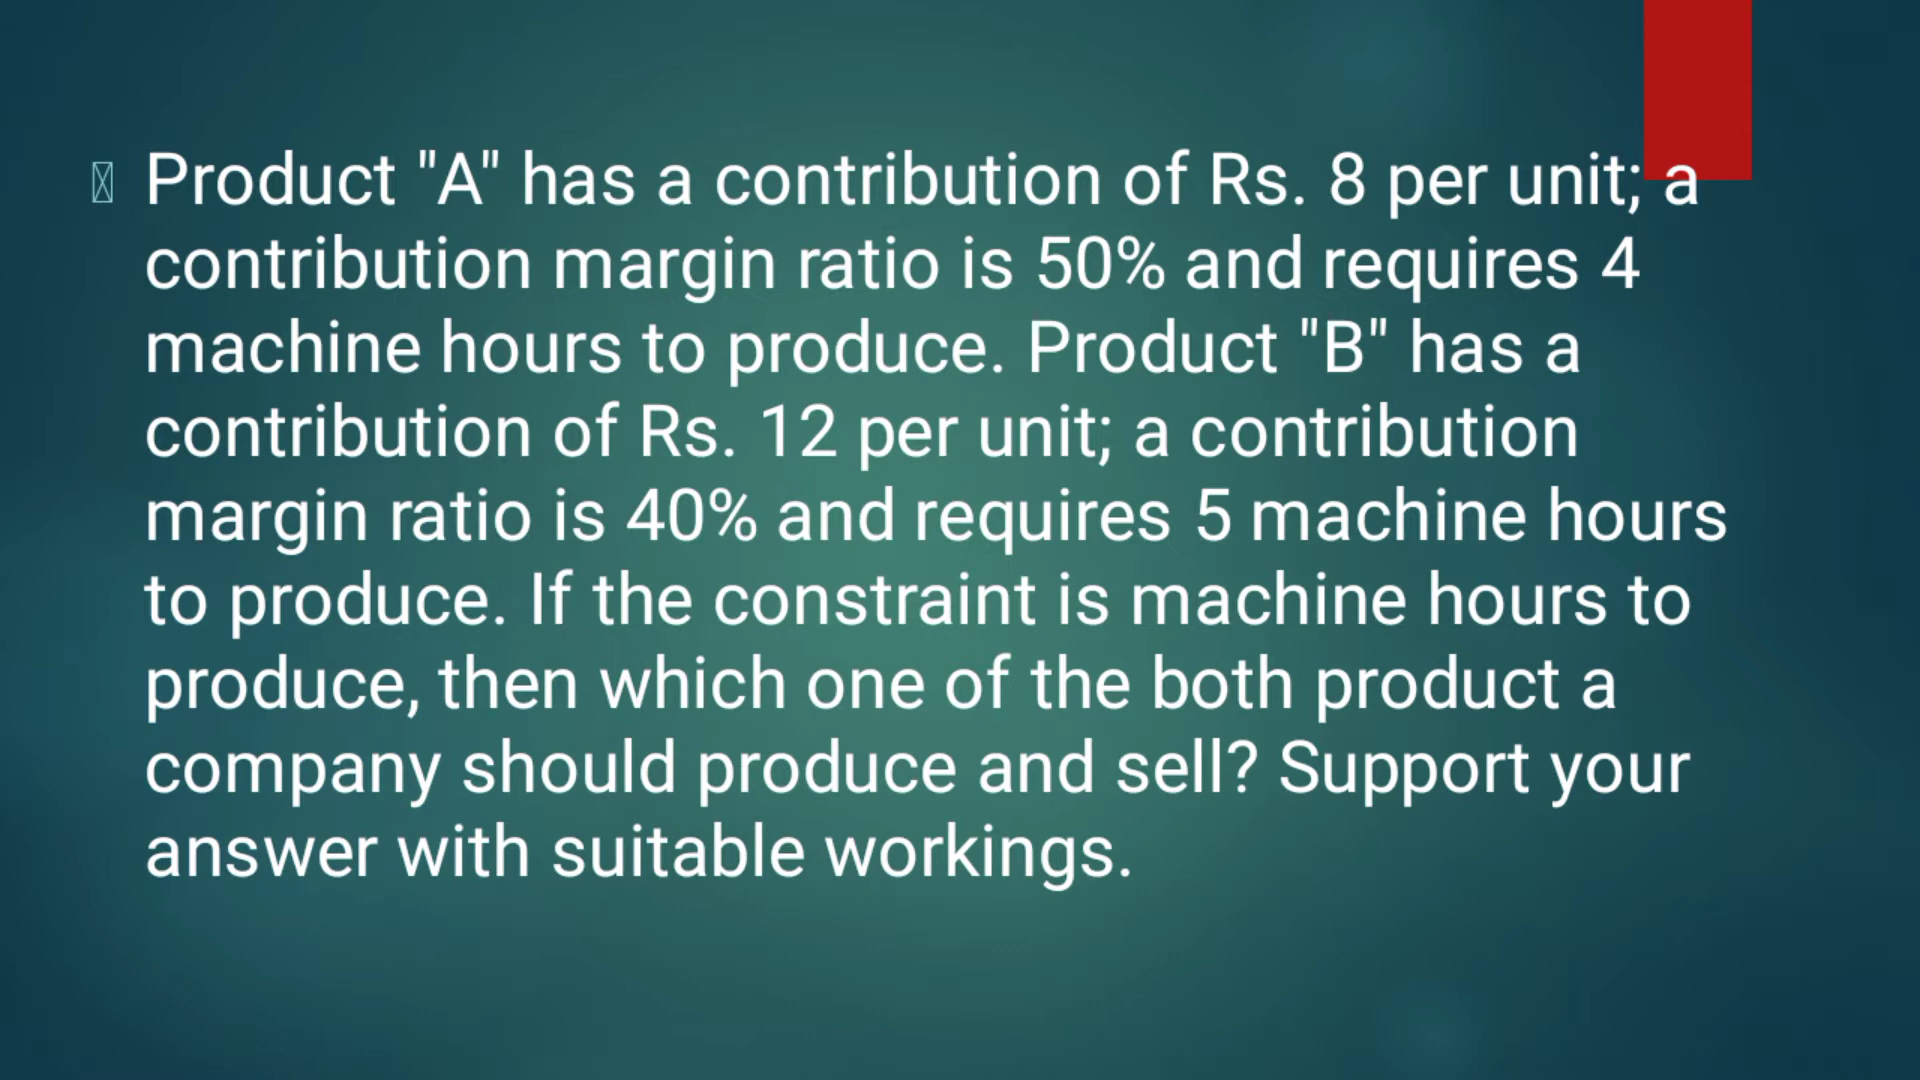 Product "A" has a contribution of Rs. 8 per unit; a
contribution margin ratio is 50% and requires 4
machine hours to produce. Product "B" has a
contribution of Rs. 12 per unit; a contribution
margin ratio is 40% and requires 5 machine hours
to produce. If the constraint is machine hours to
produce, then which one of the both product a
company should produce and sell? Support your
answer with suitable workings.